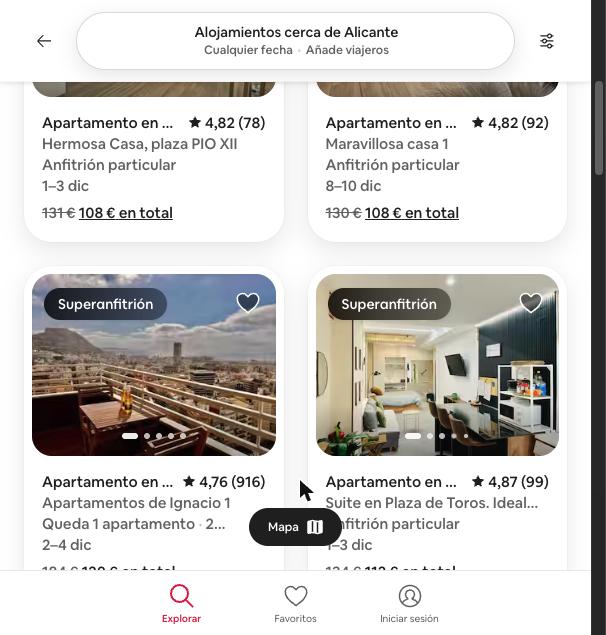 Alojamientos cerca de Alicante
Cualquier fecha · Añade viajeros
Apartamento en ... 4,82 (78)
Hermosa Casa, plaza PIO XII
Anfitrión particular
1–3 dic
131 € 108 € en total
Apartamento en ... 4,82 (92)
Maravillosa casa 1
Anfitrión particular
8–10 dic
130 € 108 € en total
Superanfitrión
Apartamento en ... 4,76 (916)
Apartamentos de Ignacio 1
Queda 1 apartamento · 2...
2–4 dic
Superanfitrión
Apartamento en ... 4,87 (99)
Suite en Plaza de Toros. Ideal...
Anfitrión particular
1–3 dic
Mapa
Explorar
Favoritos
Iniciar sesión